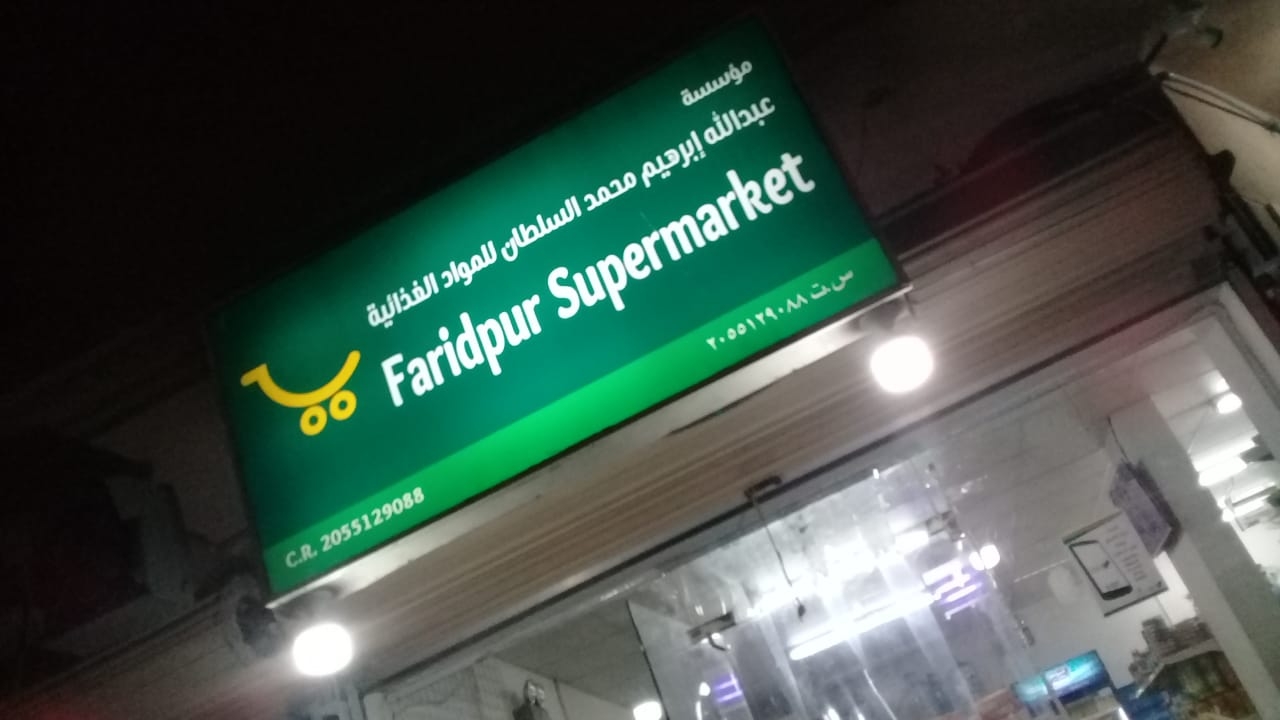 مؤسسة
عبدالله إبرهيم محمد السلطان للمواد الغذائية
Faridpur Supermarket
س.ت ٢٠٥٥١٢٩٠٨٨
C.R. 2055129088